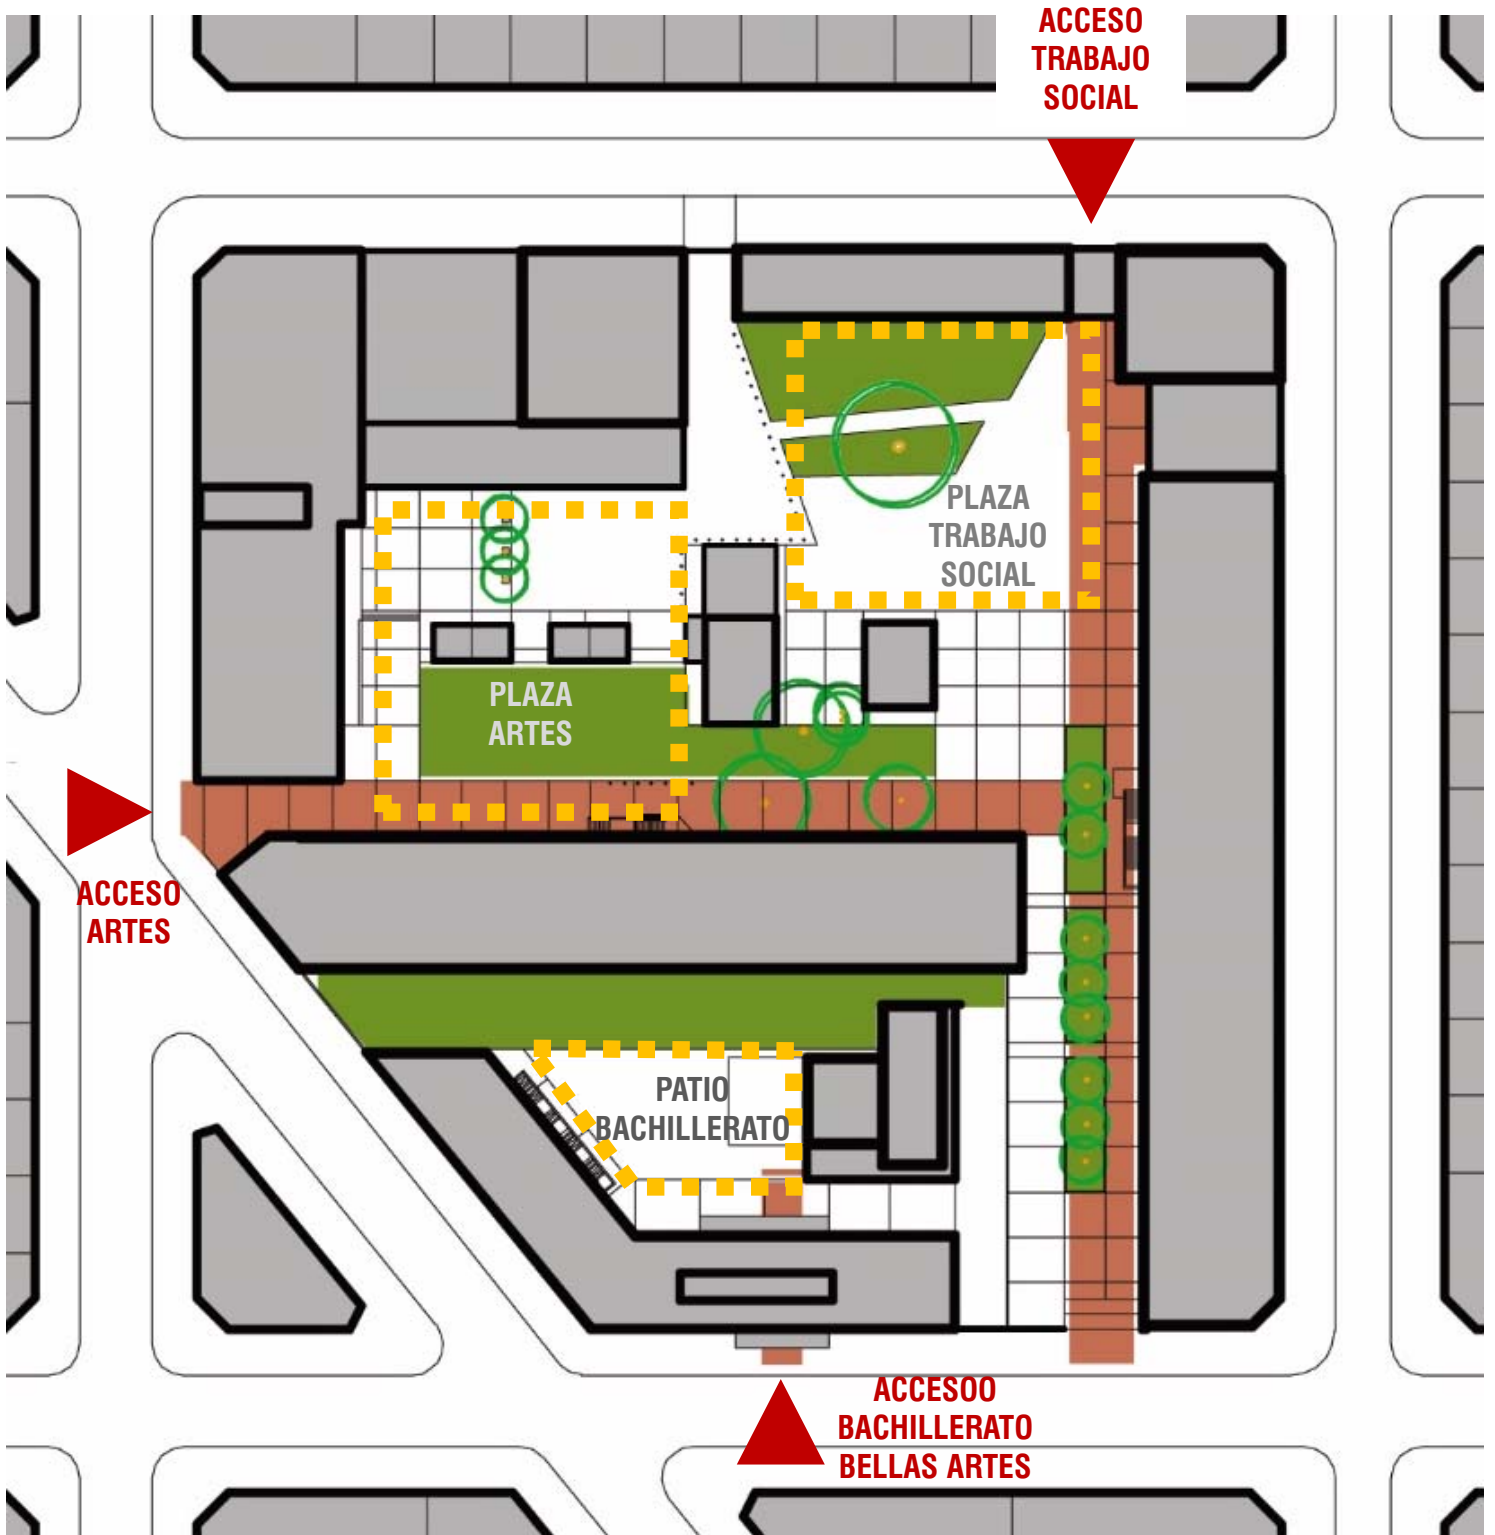 ACCESO
TRABAJO
SOCIAL
PLAZA
TRABAJO
SOCIAL
PLAZA
ARTES
ACCESO
ARTES
PATIO
BACHILLERATO
ACCESOO
BACHILLERATO
BELLAS ARTES